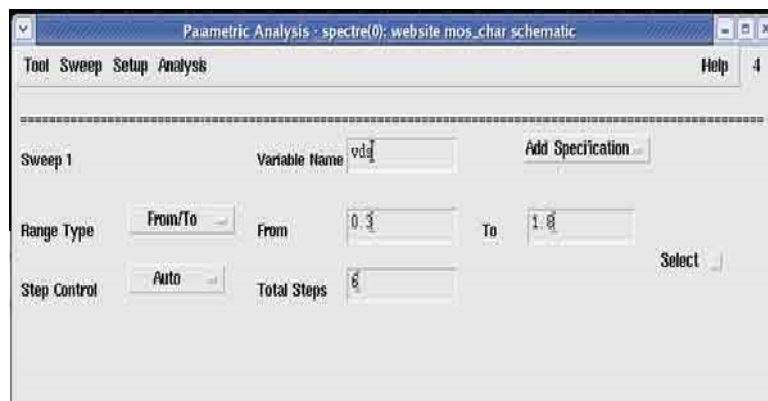 Parametric Analysis - spectre(0): website mos_char schematic
Tool Sweep Setup Analysis Help 4
Sweep 1 Variable Name vds Add Specification
Range Type From/To From 0.3 To 1.8
Select
Step Control Auto Total Steps 6